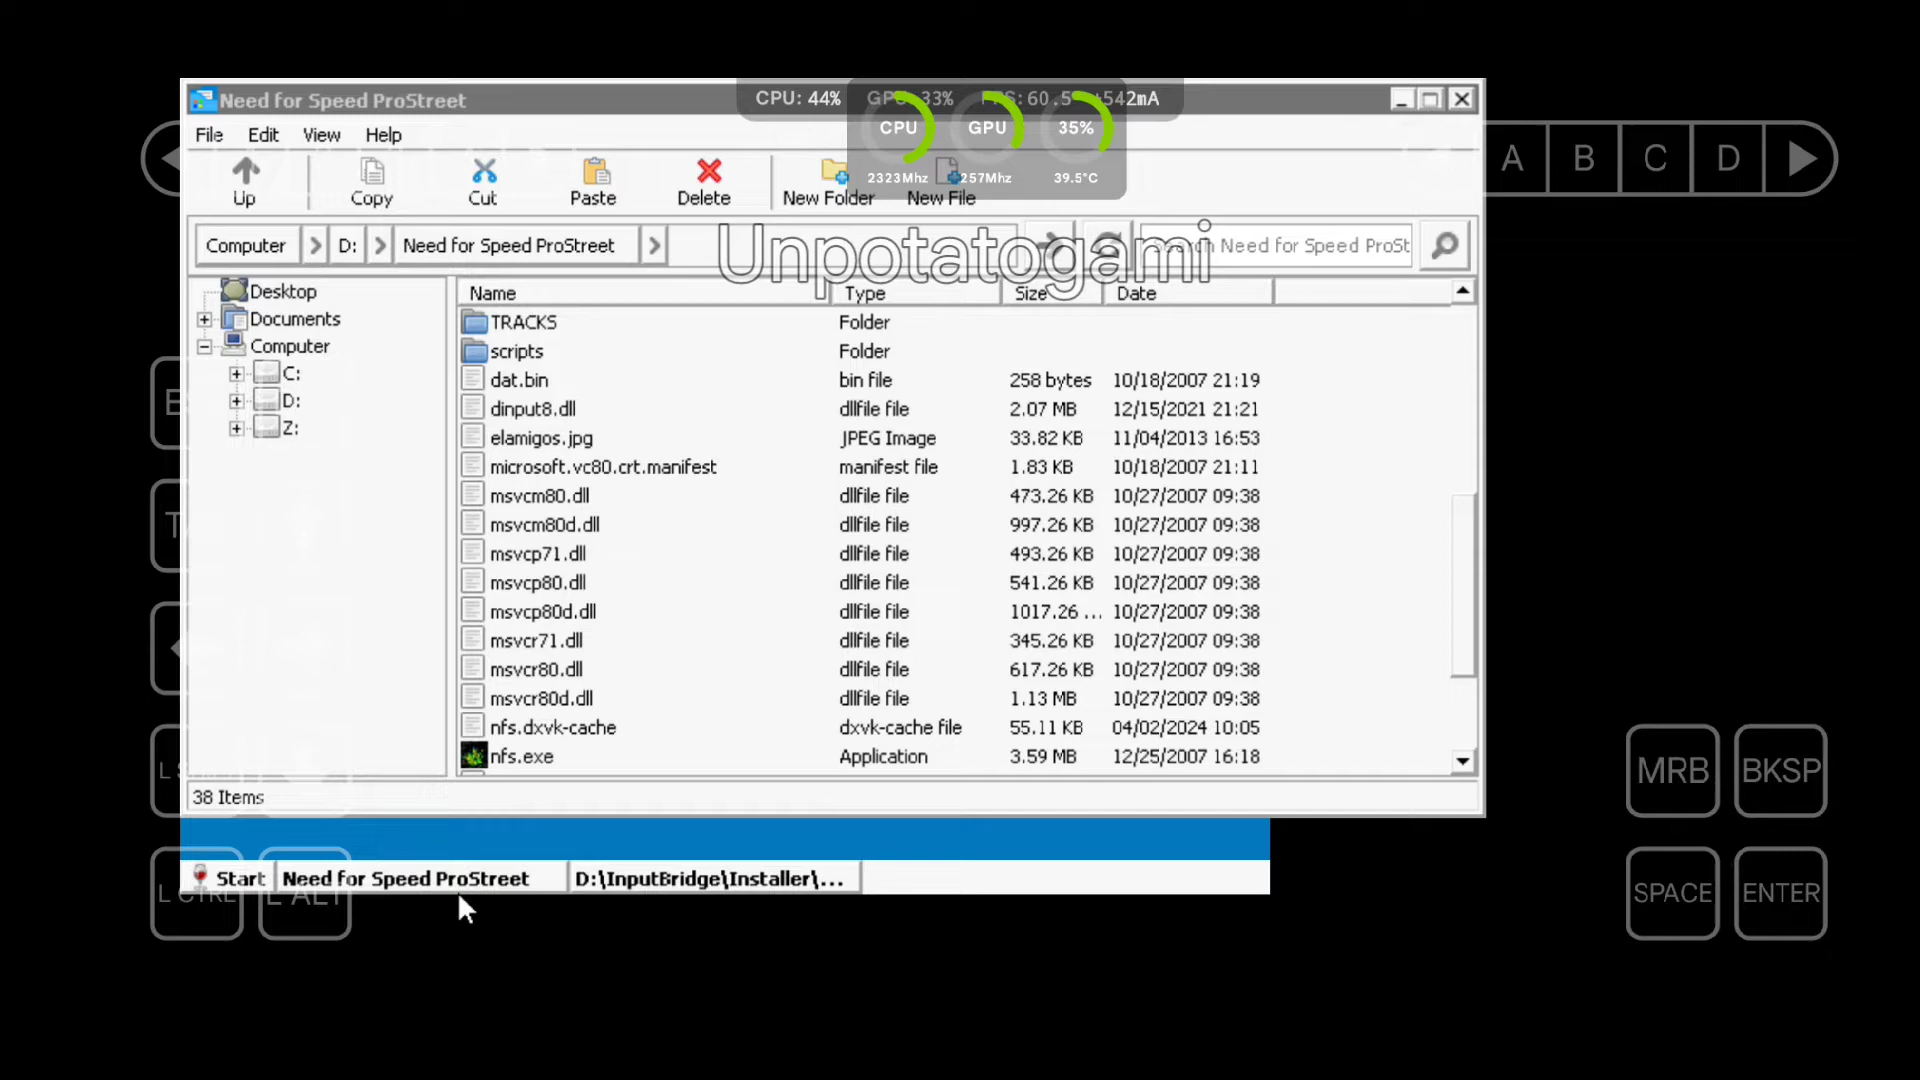 Need for Speed ProStreet
CPU: 44% GPU: 33% FPS: 60.5 +542mA
CPU GPU 35%
2323Mhz 257Mhz 39.5°C
File Edit View Help
Up Copy Cut Paste Delete New Folder New File
A B C D
Computer D: Need for Speed ProStreet
Search Need for Speed ProSt
Unpotatogami
Desktop
Documents
Computer
C:
D:
Z:
Name Type Size Date
TRACKS Folder
scripts Folder
dat.bin bin file 258 bytes 10/18/2007 21:19
dinput8.dll dllfile file 2.07 MB 12/15/2021 21:21
elamigos.jpg JPEG Image 33.82 KB 11/04/2013 16:53
microsoft.vc80.crt.manifest manifest file 1.83 KB 10/18/2007 21:11
msvcm80.dll dllfile file 473.26 KB 10/27/2007 09:38
msvcm80d.dll dllfile file 997.26 KB 10/27/2007 09:38
msvcp71.dll dllfile file 493.26 KB 10/27/2007 09:38
msvcp80.dll dllfile file 541.26 KB 10/27/2007 09:38
msvcp80d.dll dllfile file 1017.26 ... 10/27/2007 09:38
msvcr71.dll dllfile file 345.26 KB 10/27/2007 09:38
msvcr80.dll dllfile file 617.26 KB 10/27/2007 09:38
msvcr80d.dll dllfile file 1.13 MB 10/27/2007 09:38
nfs.dxvk-cache dxvk-cache file 55.11 KB 04/02/2024 10:05
nfs.exe Application 3.59 MB 12/25/2007 16:18
38 Items
Start Need for Speed ProStreet D:\InputBridge\Installer\...
L CTRL L ALT
MRB BKSP
SPACE ENTER